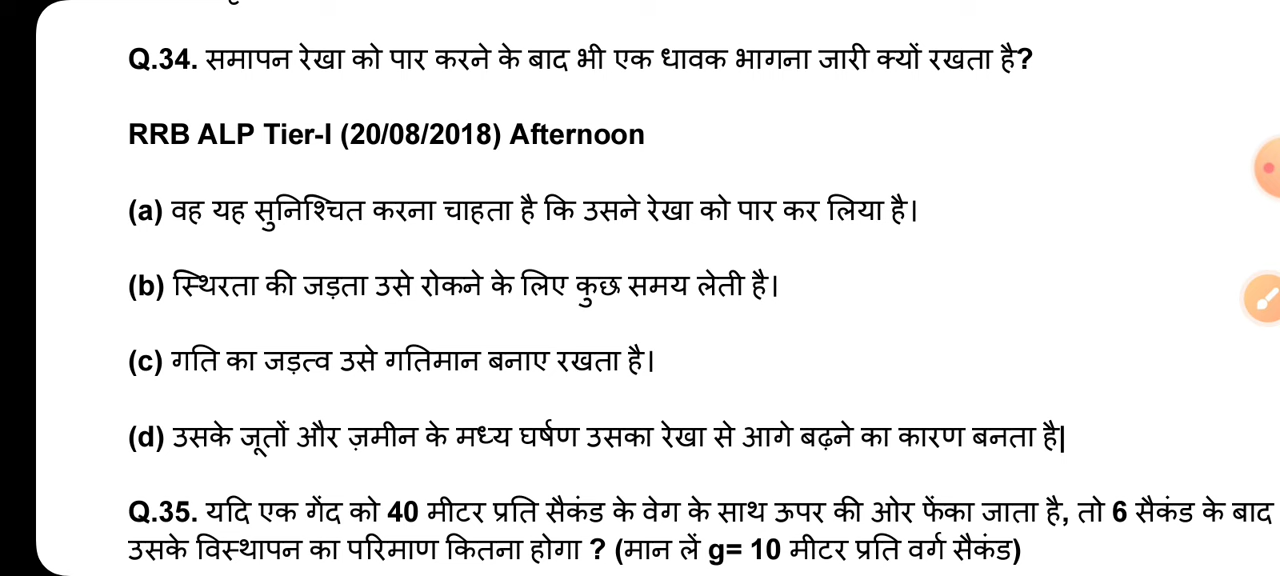 Q.34. समापन रेखा को पार करने के बाद भी एक धावक भागना जारी क्यों रखता है?
RRB ALP Tier-I (20/08/2018) Afternoon
(a) वह यह सुनिश्चित करना चाहता है कि उसने रेखा को पार कर लिया है।
(b) स्थिरता की जड़ता उसे रोकने के लिए कुछ समय लेती है।
(c) गति का जड़त्व उसे गतिमान बनाए रखता है।
(d) उसके जूतों और ज़मीन के मध्य घर्षण उसका रेखा से आगे बढ़ने का कारण बनता है|
Q.35. यदि एक गेंद को 40 मीटर प्रति सैकंड के वेग के साथ ऊपर की ओर फेंका जाता है, तो 6 सैकंड के बाद
उसके विस्थापन का परिमाण कितना होगा ? (मान लें g= 10 मीटर प्रति वर्ग सैकंड)